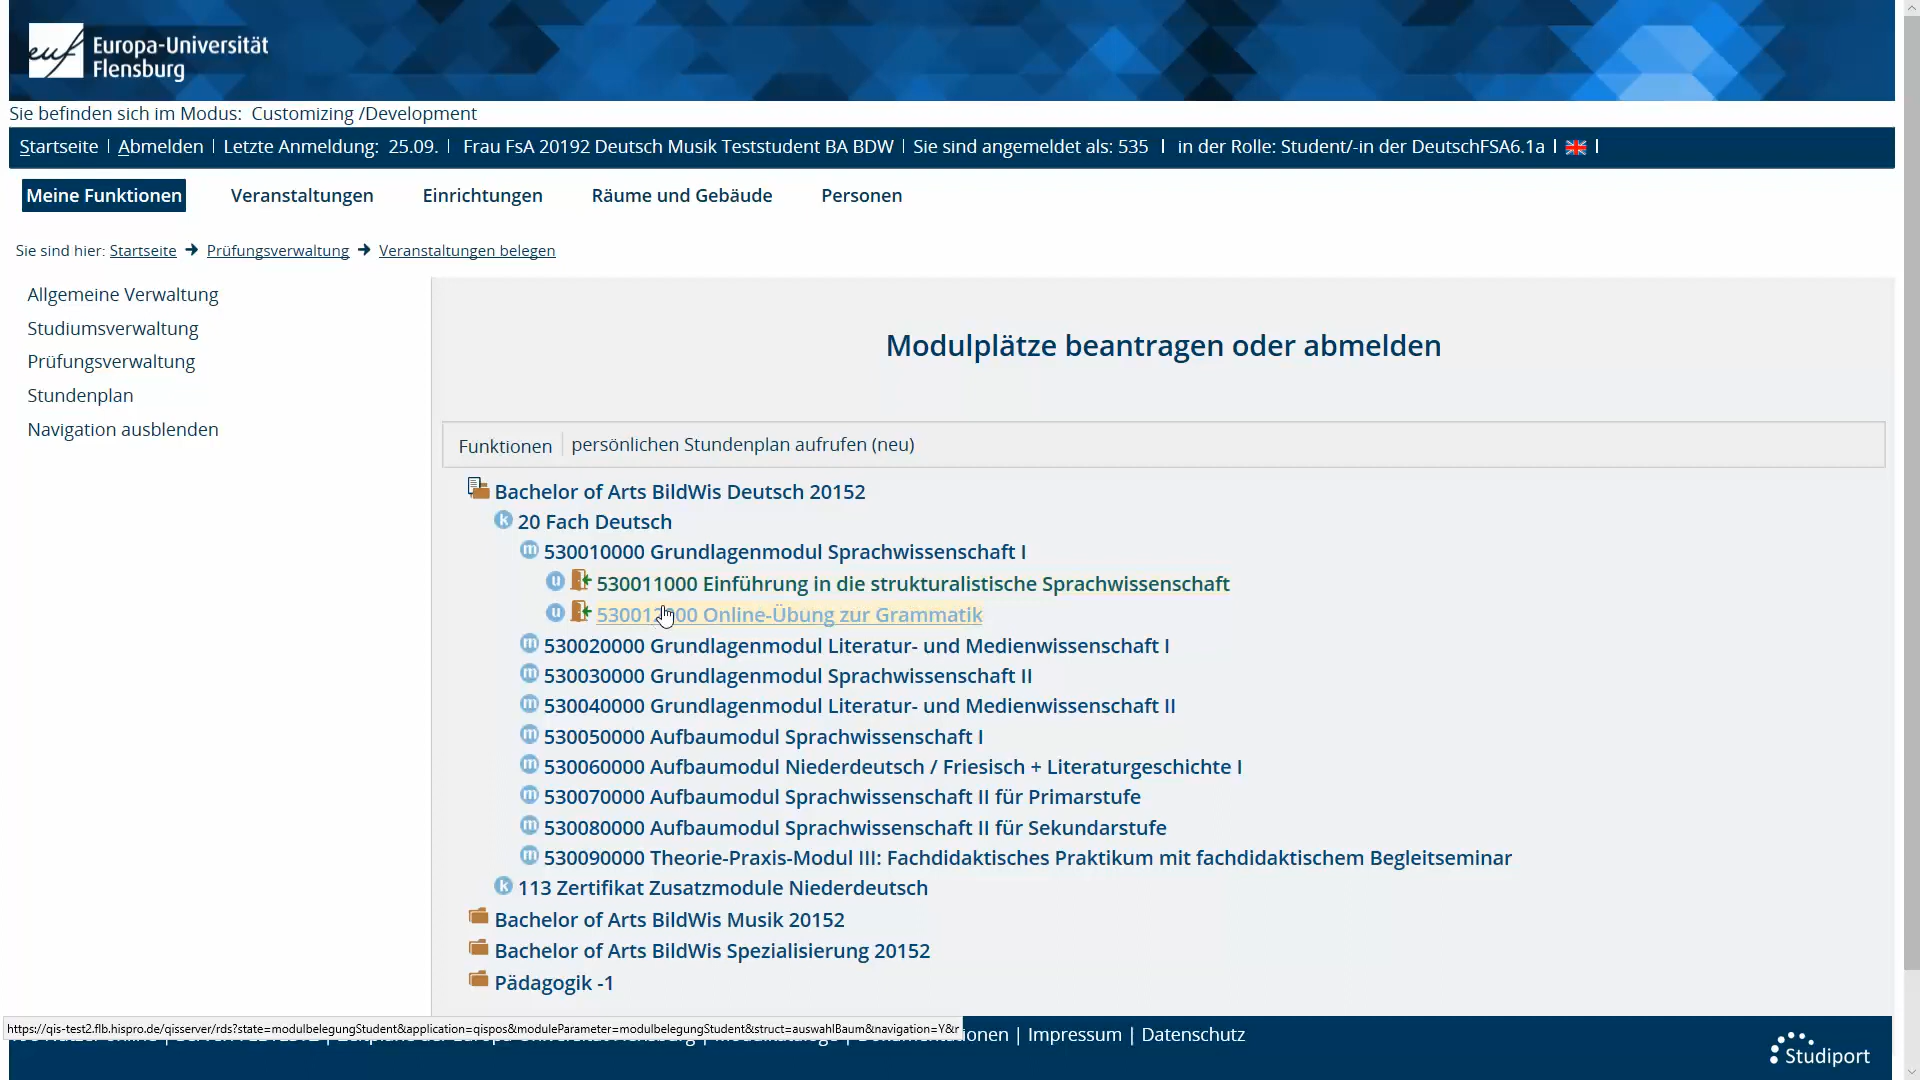 euf Europa-Universität
Flensburg
Sie befinden sich im Modus: Customizing /Development
Startseite | Abmelden | Letzte Anmeldung: 25.09. | Frau FsA 20192 Deutsch Musik Teststudent BA BDW | Sie sind angemeldet als: 535 | in der Rolle: Student/-in der DeutschFSA6.1a | |
Meine Funktionen Veranstaltungen Einrichtungen Räume und Gebäude Personen
Sie sind hier: Startseite → Prüfungsverwaltung → Veranstaltungen belegen
Allgemeine Verwaltung
Studiumsverwaltung
Prüfungsverwaltung
Stundenplan
Navigation ausblenden
Modulplätze beantragen oder abmelden
Funktionen | persönlichen Stundenplan aufrufen (neu)
Bachelor of Arts BildWis Deutsch 20152
k 20 Fach Deutsch
m 530010000 Grundlagenmodul Sprachwissenschaft I
u 530011000 Einführung in die strukturalistische Sprachwissenschaft
u Online-Übung zur Grammatik
m 530020000 Grundlagenmodul Literatur- und Medienwissenschaft I
m 530030000 Grundlagenmodul Sprachwissenschaft II
m 530040000 Grundlagenmodul Literatur- und Medienwissenschaft II
m 530050000 Aufbaumodul Sprachwissenschaft I
m 530060000 Aufbaumodul Niederdeutsch / Friesisch + Literaturgeschichte I
m 530070000 Aufbaumodul Sprachwissenschaft II für Primarstufe
m 530080000 Aufbaumodul Sprachwissenschaft II für Sekundarstufe
m 530090000 Theorie-Praxis-Modul III: Fachdidaktisches Praktikum mit fachdidaktischem Begleitseminar
k 113 Zertifikat Zusatzmodule Niederdeutsch
Bachelor of Arts BildWis Musik 20152
Bachelor of Arts BildWis Spezialisierung 20152
Pädagogik -1
https://qis-test2.flb.hispro.de/qisserver/rds?state=modulbelegungStudent&application=qispos&moduleParameter=modulbelegungStudent&struct=auswahlBaum&navigation=Y&r
ionen | Impressum | Datenschutz
Studiport